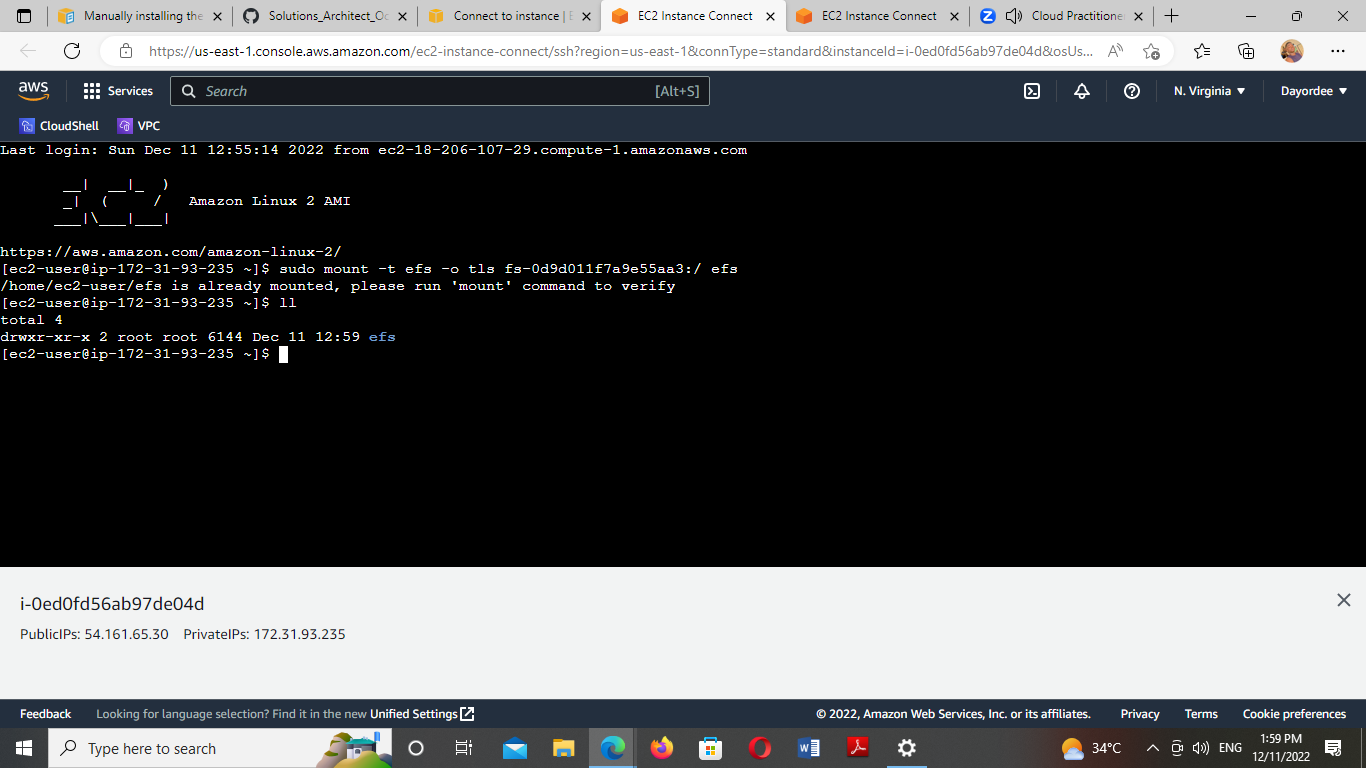 Manually installing the
Solutions_Architect_Oc
Connect to instance | E
EC2 Instance Connect
EC2 Instance Connect
Cloud Practitione
https://us-east-1.console.aws.amazon.com/ec2-instance-connect/ssh?region=us-east-1&connType=standard&instanceId=i-0ed0fd56ab97de04d&osUs...
aws
Services
Search
[Alt+S]
N. Virginia
Dayordee
CloudShell
VPC
Last login: Sun Dec 11 12:55:14 2022 from ec2-18-206-107-29.compute-1.amazonaws.com
       __|  __|_  )
       _|  (     /   Amazon Linux 2 AMI
      ___|\___|___|
https://aws.amazon.com/amazon-linux-2/
[ec2-user@ip-172-31-93-235 ~]$ sudo mount -t efs -o tls fs-0d9d011f7a9e55aa3:/ efs
/home/ec2-user/efs is already mounted, please run 'mount' command to verify
[ec2-user@ip-172-31-93-235 ~]$ ll
total 4
drwxr-xr-x 2 root root 6144 Dec 11 12:59 efs
[ec2-user@ip-172-31-93-235 ~]$
i-0ed0fd56ab97de04d
PublicIPs: 54.161.65.30 PrivateIPs: 172.31.93.235
Feedback
Looking for language selection? Find it in the new Unified Settings
© 2022, Amazon Web Services, Inc. or its affiliates.
Privacy
Terms
Cookie preferences
Type here to search
34°C
ENG
1:59 PM
12/11/2022